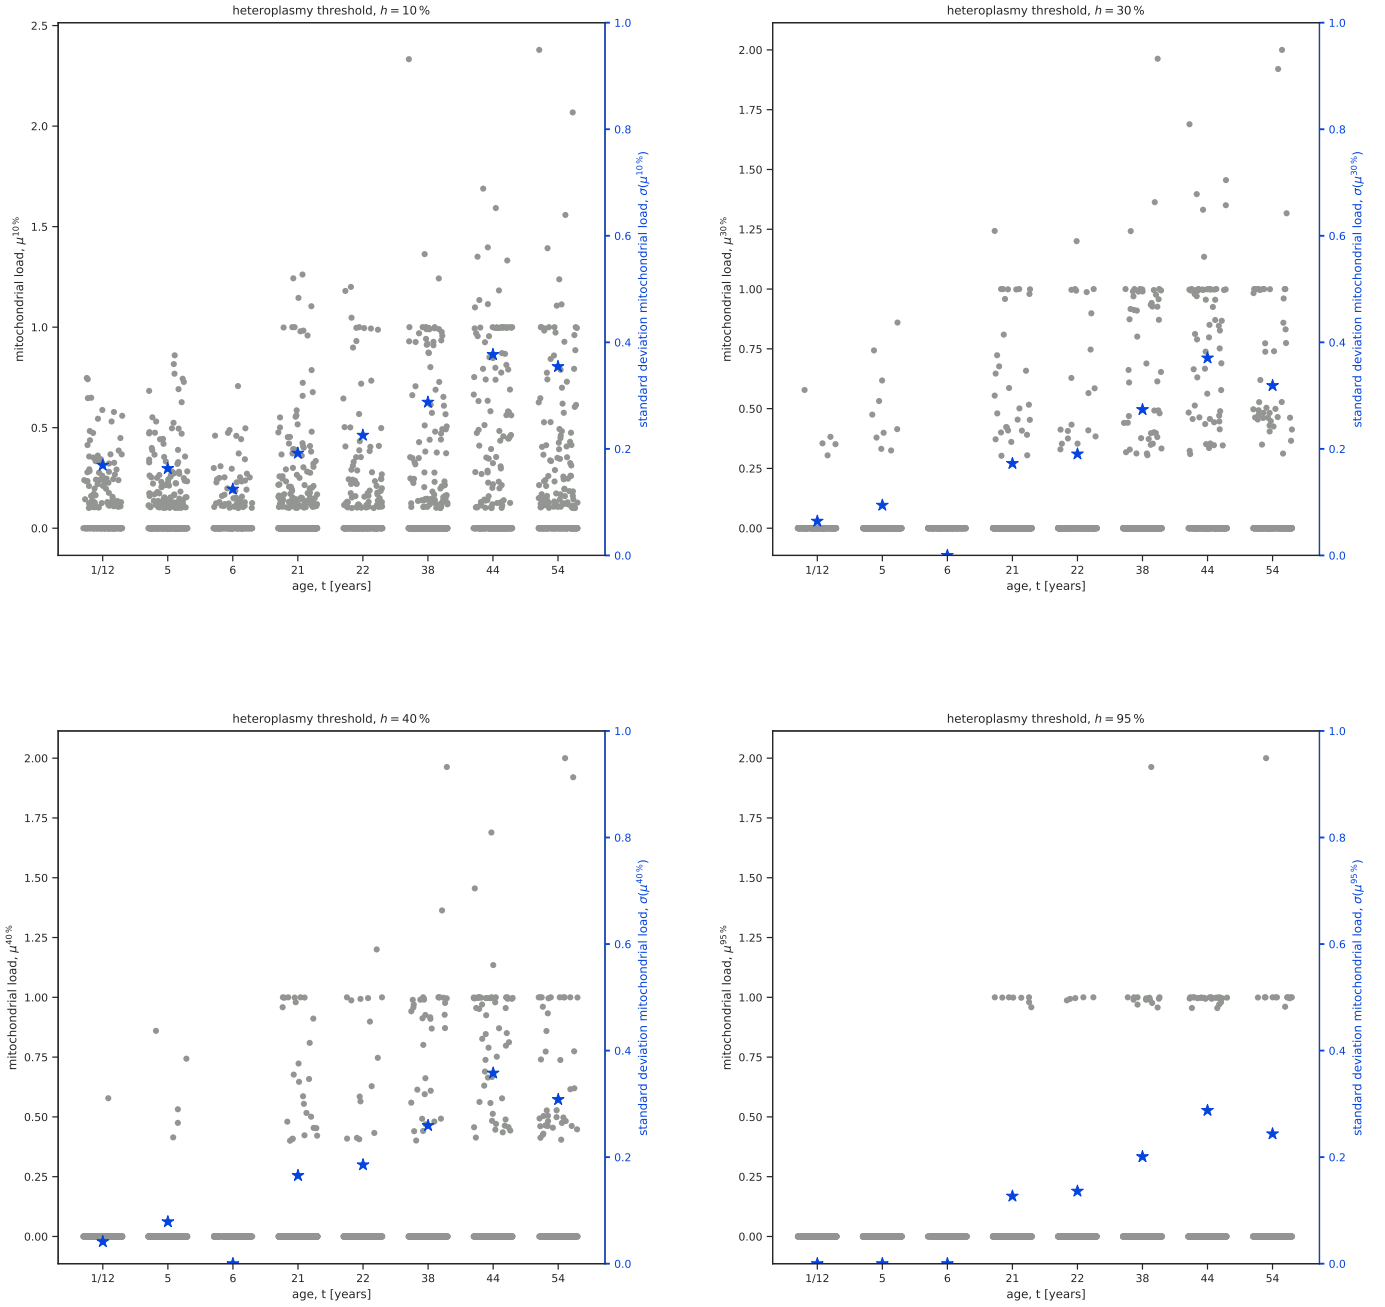 heteroplasmy threshold, h = 10 %
2.5
2.0
1.5
1.0
0.5
0.0
mitochondrial load, μ^10 %
1.0
0.8
0.6
0.4
0.2
0.0
standard deviation mitochondrial load, σ(μ^10 %)
1/12 5 6 21 22 38 44 54
age, t [years]
heteroplasmy threshold, h = 30 %
2.00
1.75
1.50
1.25
1.00
0.75
0.50
0.25
0.00
mitochondrial load, μ^30 %
1.0
0.8
0.6
0.4
0.2
0.0
standard deviation mitochondrial load, σ(μ^30 %)
1/12 5 6 21 22 38 44 54
age, t [years]
heteroplasmy threshold, h = 40 %
2.00
1.75
1.50
1.25
1.00
0.75
0.50
0.25
0.00
mitochondrial load, μ^40 %
1.0
0.8
0.6
0.4
0.2
0.0
standard deviation mitochondrial load, σ(μ^40 %)
1/12 5 6 21 22 38 44 54
age, t [years]
heteroplasmy threshold, h = 95 %
2.00
1.75
1.50
1.25
1.00
0.75
0.50
0.25
0.00
mitochondrial load, μ^95 %
1.0
0.8
0.6
0.4
0.2
0.0
standard deviation mitochondrial load, σ(μ^95 %)
1/12 5 6 21 22 38 44 54
age, t [years]